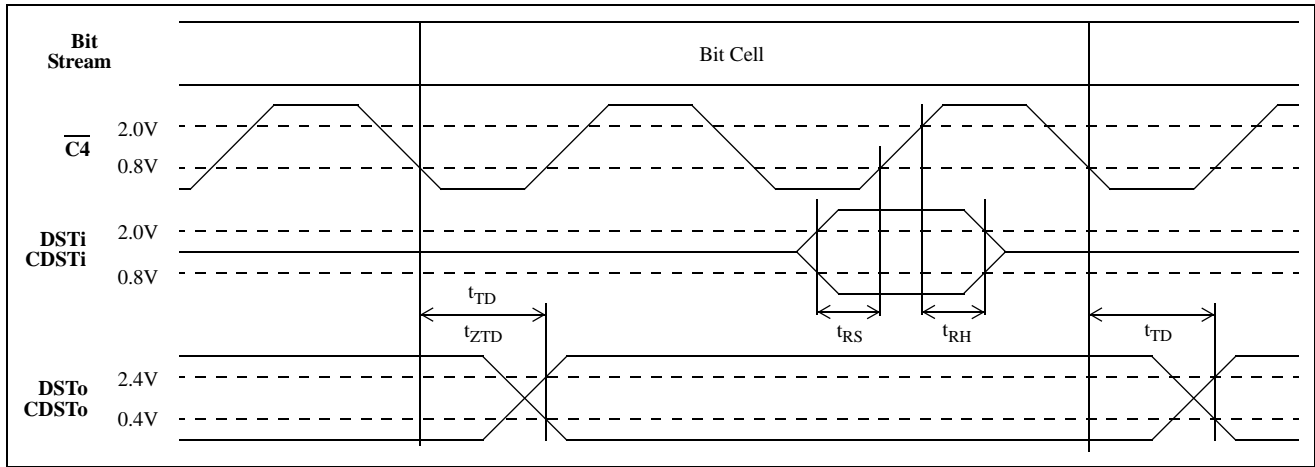 Bit
Stream
Bit Cell
C4
2.0V
0.8V
DSTi
CDSTi
2.0V
0.8V
tTD
tZTD
tRS
tRH
tTD
DSTo
CDSTo
2.4V
0.4V